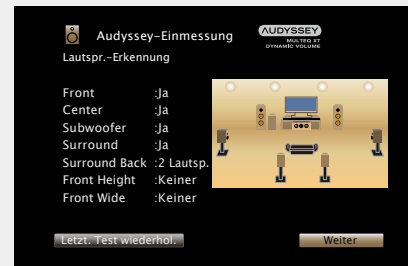 Audyssey-Einmessung
AUDYSSEY
MULTEQ XT
DYNAMIC VOLUME
Lautspr.-Erkennung
Front :Ja
Center :Ja
Subwoofer :Ja
Surround :Ja
Surround Back :2 Lautsp.
Front Height :Keiner
Front Wide :Keiner
Letzt. Test wiederhol.
Weiter